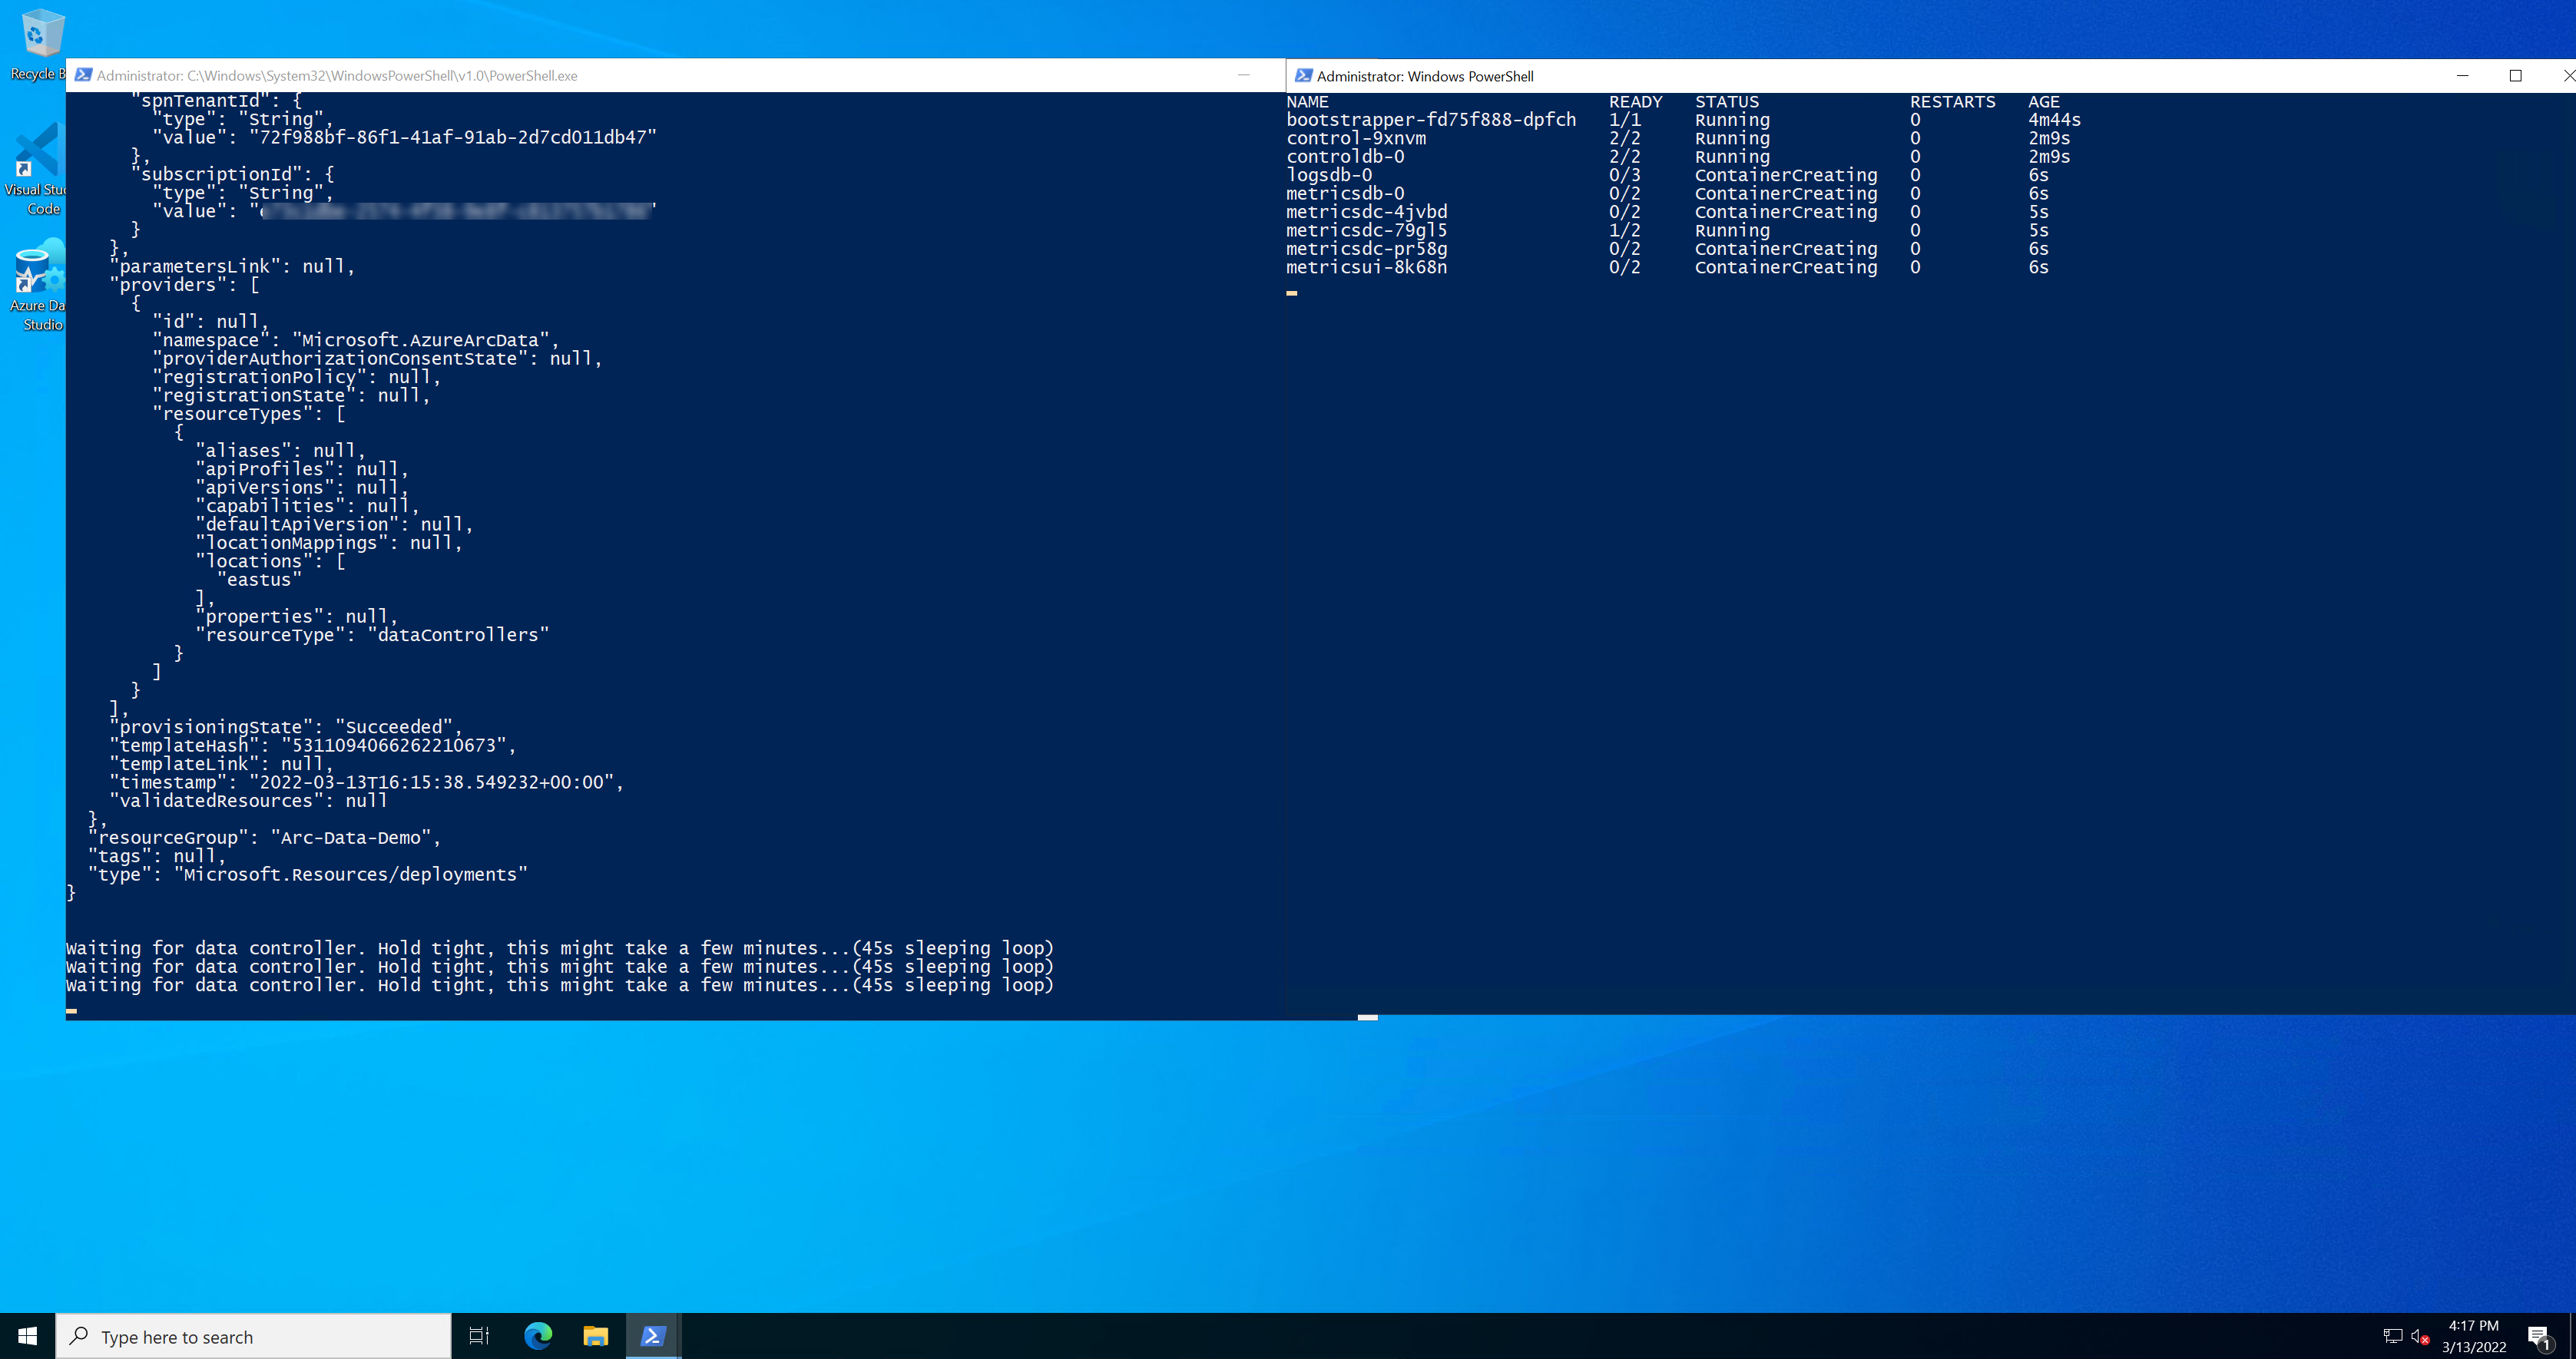 Recycle B
Visual Stu
Code
Azure Da
Studio
Administrator: C:\Windows\System32\WindowsPowerShell\v1.0\PowerShell.exe
"spnTenantId": {
"type": "String",
"value": "72f988bf-86f1-41af-91ab-2d7cd011db47"
},
"subscriptionId": {
"type": "String",
"value": "
}
},
"parametersLink": null,
"providers": [
{
"id": null,
"namespace": "Microsoft.AzureArcData",
"providerAuthorizationConsentState": null,
"registrationPolicy": null,
"registrationState": null,
"resourceTypes": [
{
"aliases": null,
"apiProfiles": null,
"apiVersions": null,
"capabilities": null,
"defaultApiVersion": null,
"locationMappings": null,
"locations": [
"eastus"
],
"properties": null,
"resourceType": "dataControllers"
}
]
}
],
"provisioningState": "Succeeded",
"templateHash": "5311094066262210673",
"templateLink": null,
"timestamp": "2022-03-13T16:15:38.549232+00:00",
"validatedResources": null
},
"resourceGroup": "Arc-Data-Demo",
"tags": null,
"type": "Microsoft.Resources/deployments"
}
Waiting for data controller. Hold tight, this might take a few minutes...(45s sleeping loop)
Waiting for data controller. Hold tight, this might take a few minutes...(45s sleeping loop)
Waiting for data controller. Hold tight, this might take a few minutes...(45s sleeping loop)
Administrator: Windows PowerShell
NAME READY STATUS RESTARTS AGE
bootstrapper-fd75f888-dpfch 1/1 Running 0 4m44s
control-9xnvm 2/2 Running 0 2m9s
controldb-0 2/2 Running 0 2m9s
logsdb-0 0/3 ContainerCreating 0 6s
metricsdb-0 0/2 ContainerCreating 0 6s
metricsdc-4jvbd 0/2 ContainerCreating 0 5s
metricsdc-79gl5 1/2 Running 0 5s
metricsdc-pr58g 0/2 ContainerCreating 0 6s
metricsui-8k68n 0/2 ContainerCreating 0 6s
Type here to search
4:17 PM
3/13/2022
1